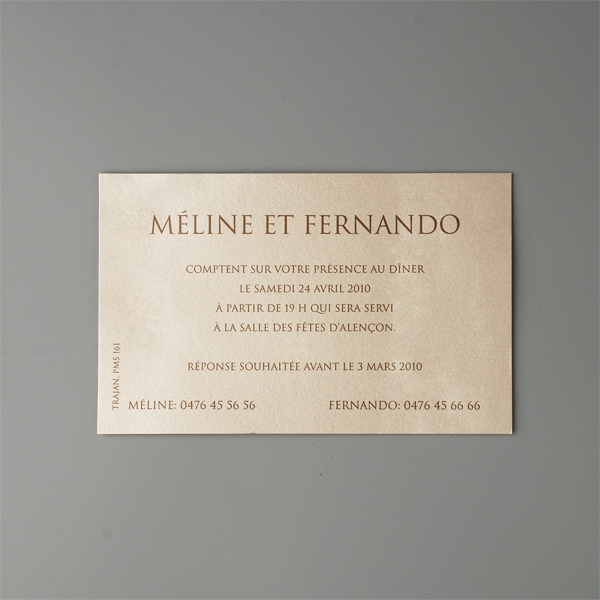 MÉLINE ET FERNANDO
COMPTENT SUR VOTRE PRÉSENCE AU DÎNER
LE SAMEDI 24 AVRIL 2010
À PARTIR DE 19 H QUI SERA SERVI
À LA SALLE DES FÊTES D'ALENÇON.
RÉPONSE SOUHAITÉE AVANT LE 3 MARS 2010
MÉLINE: 0476 45 56 56
FERNANDO: 0476 45 66 66
TRAJAN. PMS 161